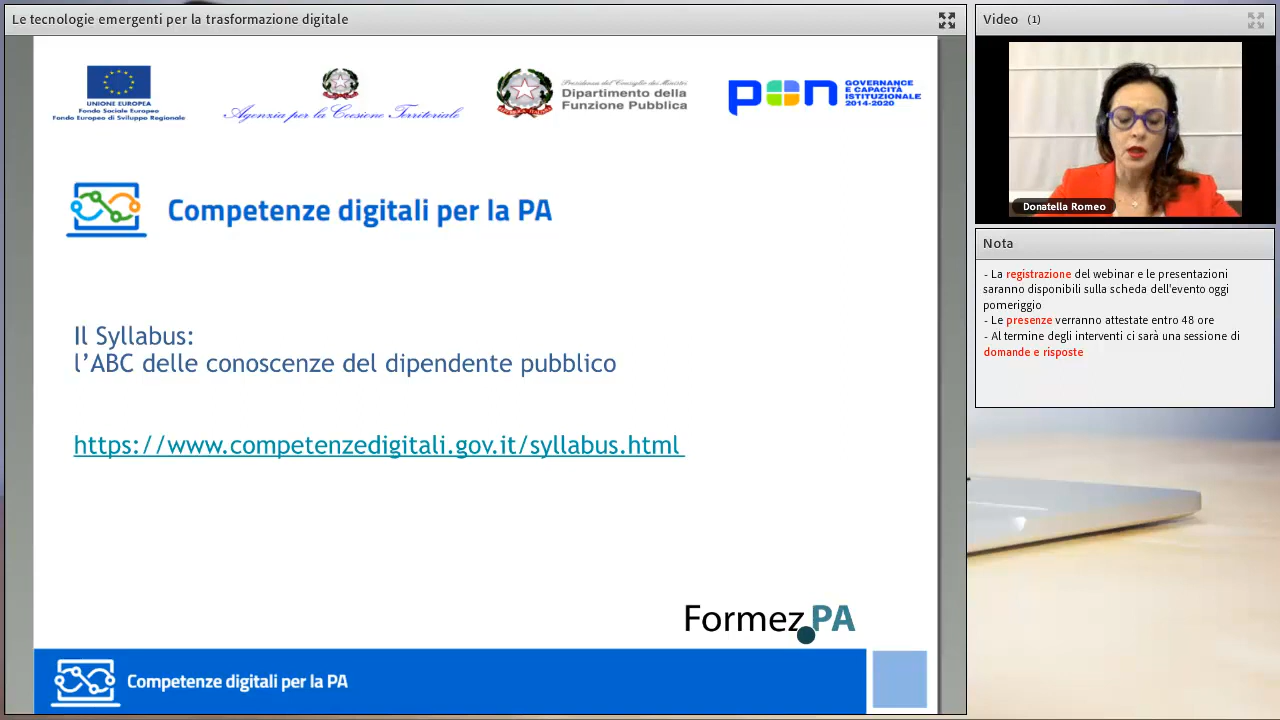 Le tecnologie emergenti per la trasformazione digitale
UNIONE EUROPEA
Fondo Sociale Europeo
Fondo Europeo di Sviluppo Regionale
Agenzia per la Coesione Territoriale
Presidenza del Consiglio dei Ministri
Dipartimento della
Funzione Pubblica
pon
GOVERNANCE
E CAPACITÀ
ISTITUZIONALE
2014-2020
Competenze digitali per la PA
Il Syllabus:
l’ABC delle conoscenze del dipendente pubblico
https://www.competenzedigitali.gov.it/syllabus.html
Formez PA
Competenze digitali per la PA
Video (1)
Donatella Romeo
Nota
- La registrazione del webinar e le presentazioni
saranno disponibili sulla scheda dell'evento oggi
pomeriggio
- Le presenze verranno attestate entro 48 ore
- Al termine degli interventi ci sarà una sessione di
domande e risposte